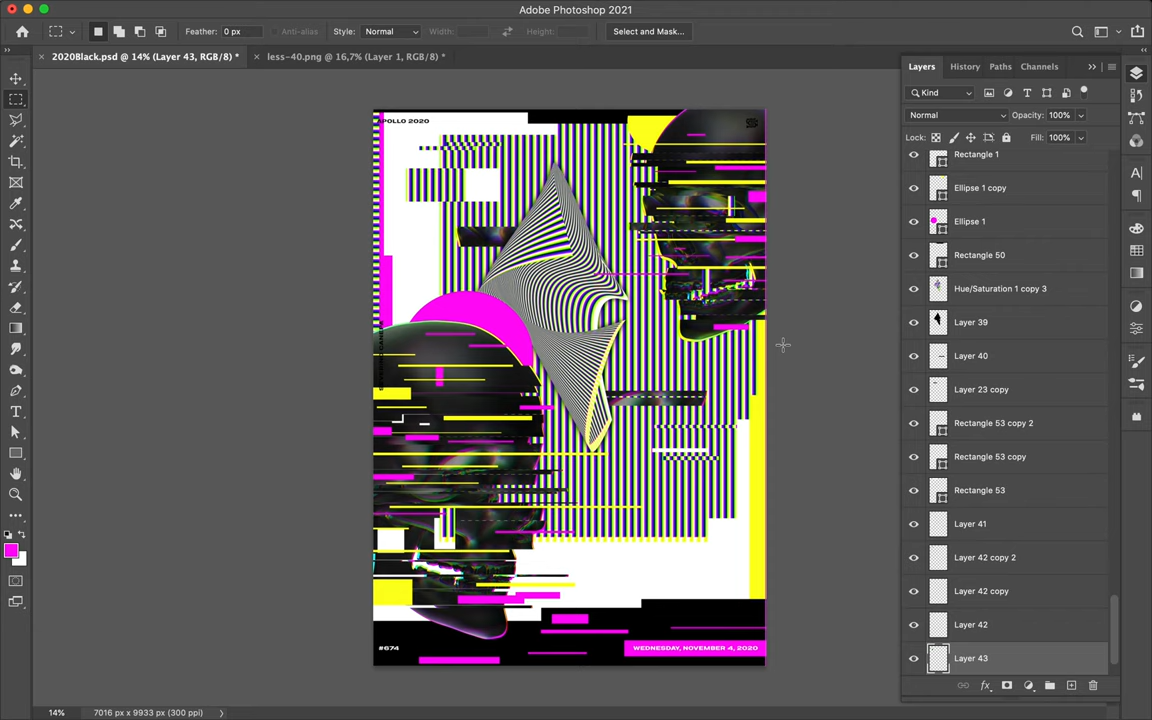 Adobe Photoshop 2021
Feather: 0 px
Anti-alias
Style: Normal
Width:
Height:
Select and Mask...
2020Black.psd @ 14% (Layer 43, RGB/8) *
less-40.png @ 16,7% (Layer 1, RGB/8) *
Layers
History
Paths
Channels
Kind
Normal
Opacity: 100%
Lock:
Fill: 100%
Rectangle 1
Ellipse 1 copy
Ellipse 1
Rectangle 50
Hue/Saturation 1 copy 3
Layer 39
Layer 40
Layer 23 copy
Rectangle 53 copy 2
Rectangle 53 copy
Rectangle 53
Layer 41
Layer 42 copy 2
Layer 42 copy
Layer 42
Layer 43
APOLLO 2020
#674
WEDNESDAY, NOVEMBER 4, 2020
14%
7016 px x 9933 px (300 ppi)